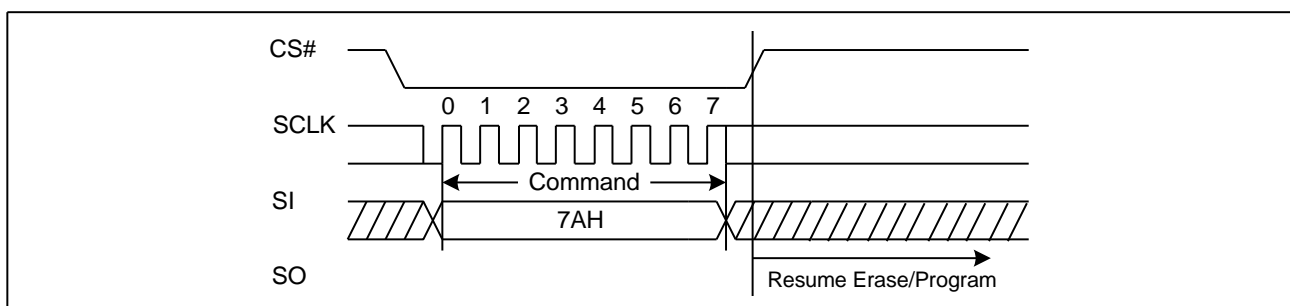 CS#
0 1 2 3 4 5 6 7
SCLK
Command
SI
7AH
SO
Resume Erase/Program